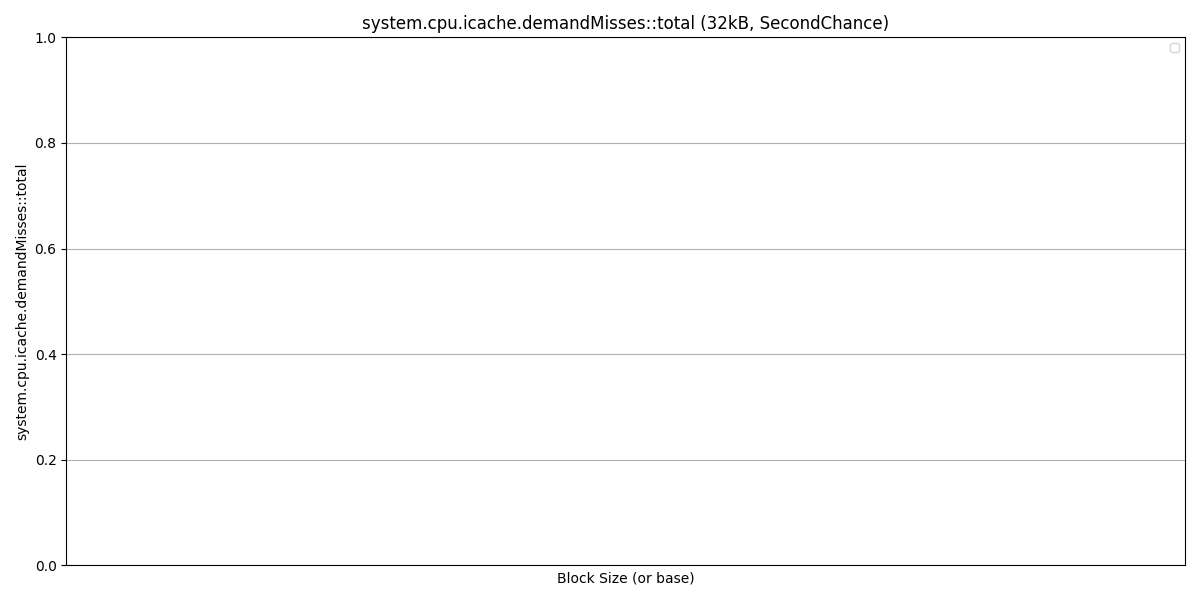 system.cpu.icache.demandMisses::total (32kB, SecondChance)
1.0
0.8
0.6
0.4
0.2
0.0
system.cpu.icache.demandMisses::total
Block Size (or base)